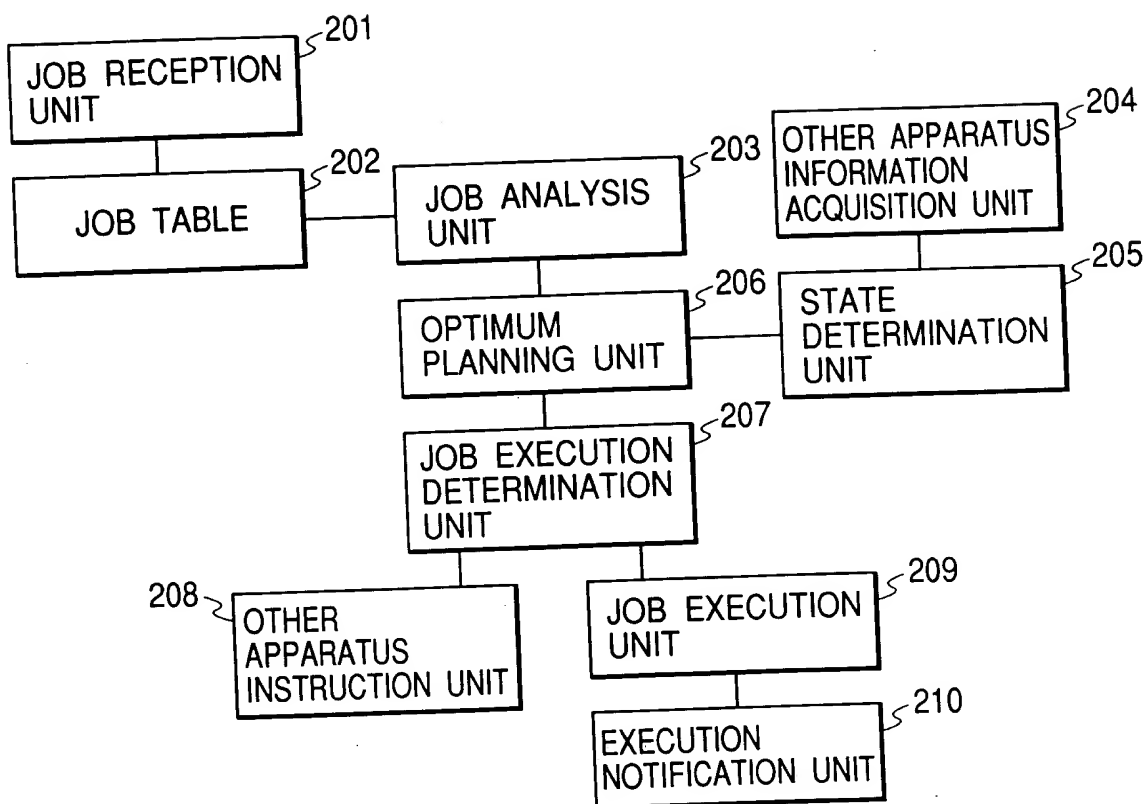 201
JOB RECEPTION
UNIT
202
JOB TABLE
203
JOB ANALYSIS
UNIT
204
OTHER APPARATUS
INFORMATION
ACQUISITION UNIT
205
STATE
DETERMINATION
UNIT
206
OPTIMUM
PLANNING UNIT
207
JOB EXECUTION
DETERMINATION
UNIT
208
OTHER
APPARATUS
INSTRUCTION UNIT
209
JOB EXECUTION
UNIT
210
EXECUTION
NOTIFICATION UNIT